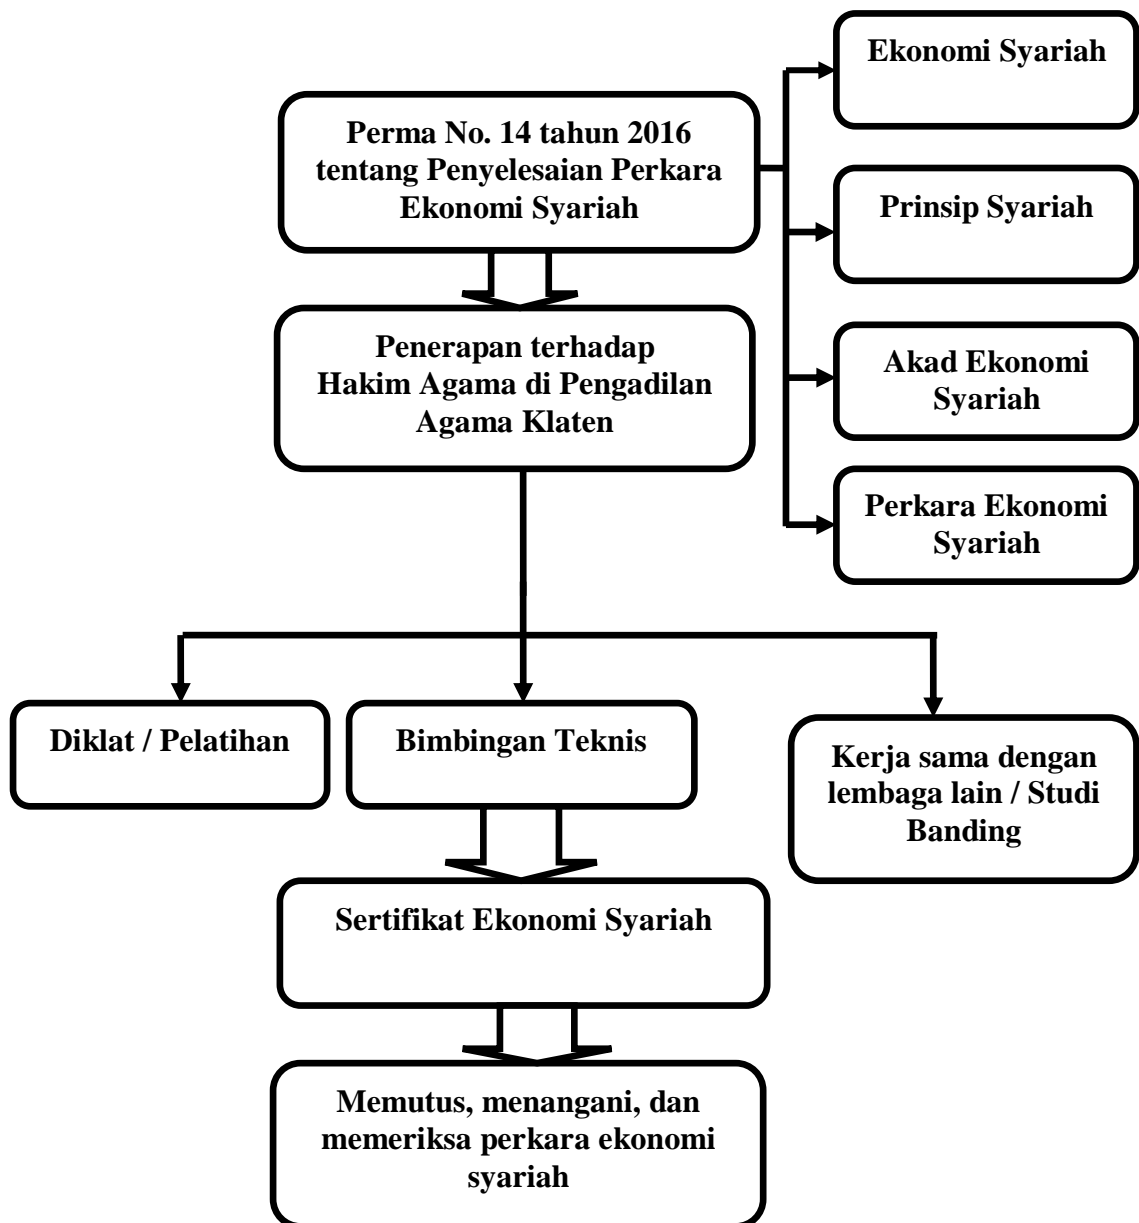 Perma No. 14 tahun 2016
tentang Penyelesaian Perkara
Ekonomi Syariah
Ekonomi Syariah
Prinsip Syariah
Akad Ekonomi
Syariah
Perkara Ekonomi
Syariah
Penerapan terhadap
Hakim Agama di Pengadilan
Agama Klaten
Diklat / Pelatihan
Bimbingan Teknis
Kerja sama dengan
lembaga lain / Studi
Banding
Sertifikat Ekonomi Syariah
Memutus, menangani, dan
memeriksa perkara ekonomi
syariah